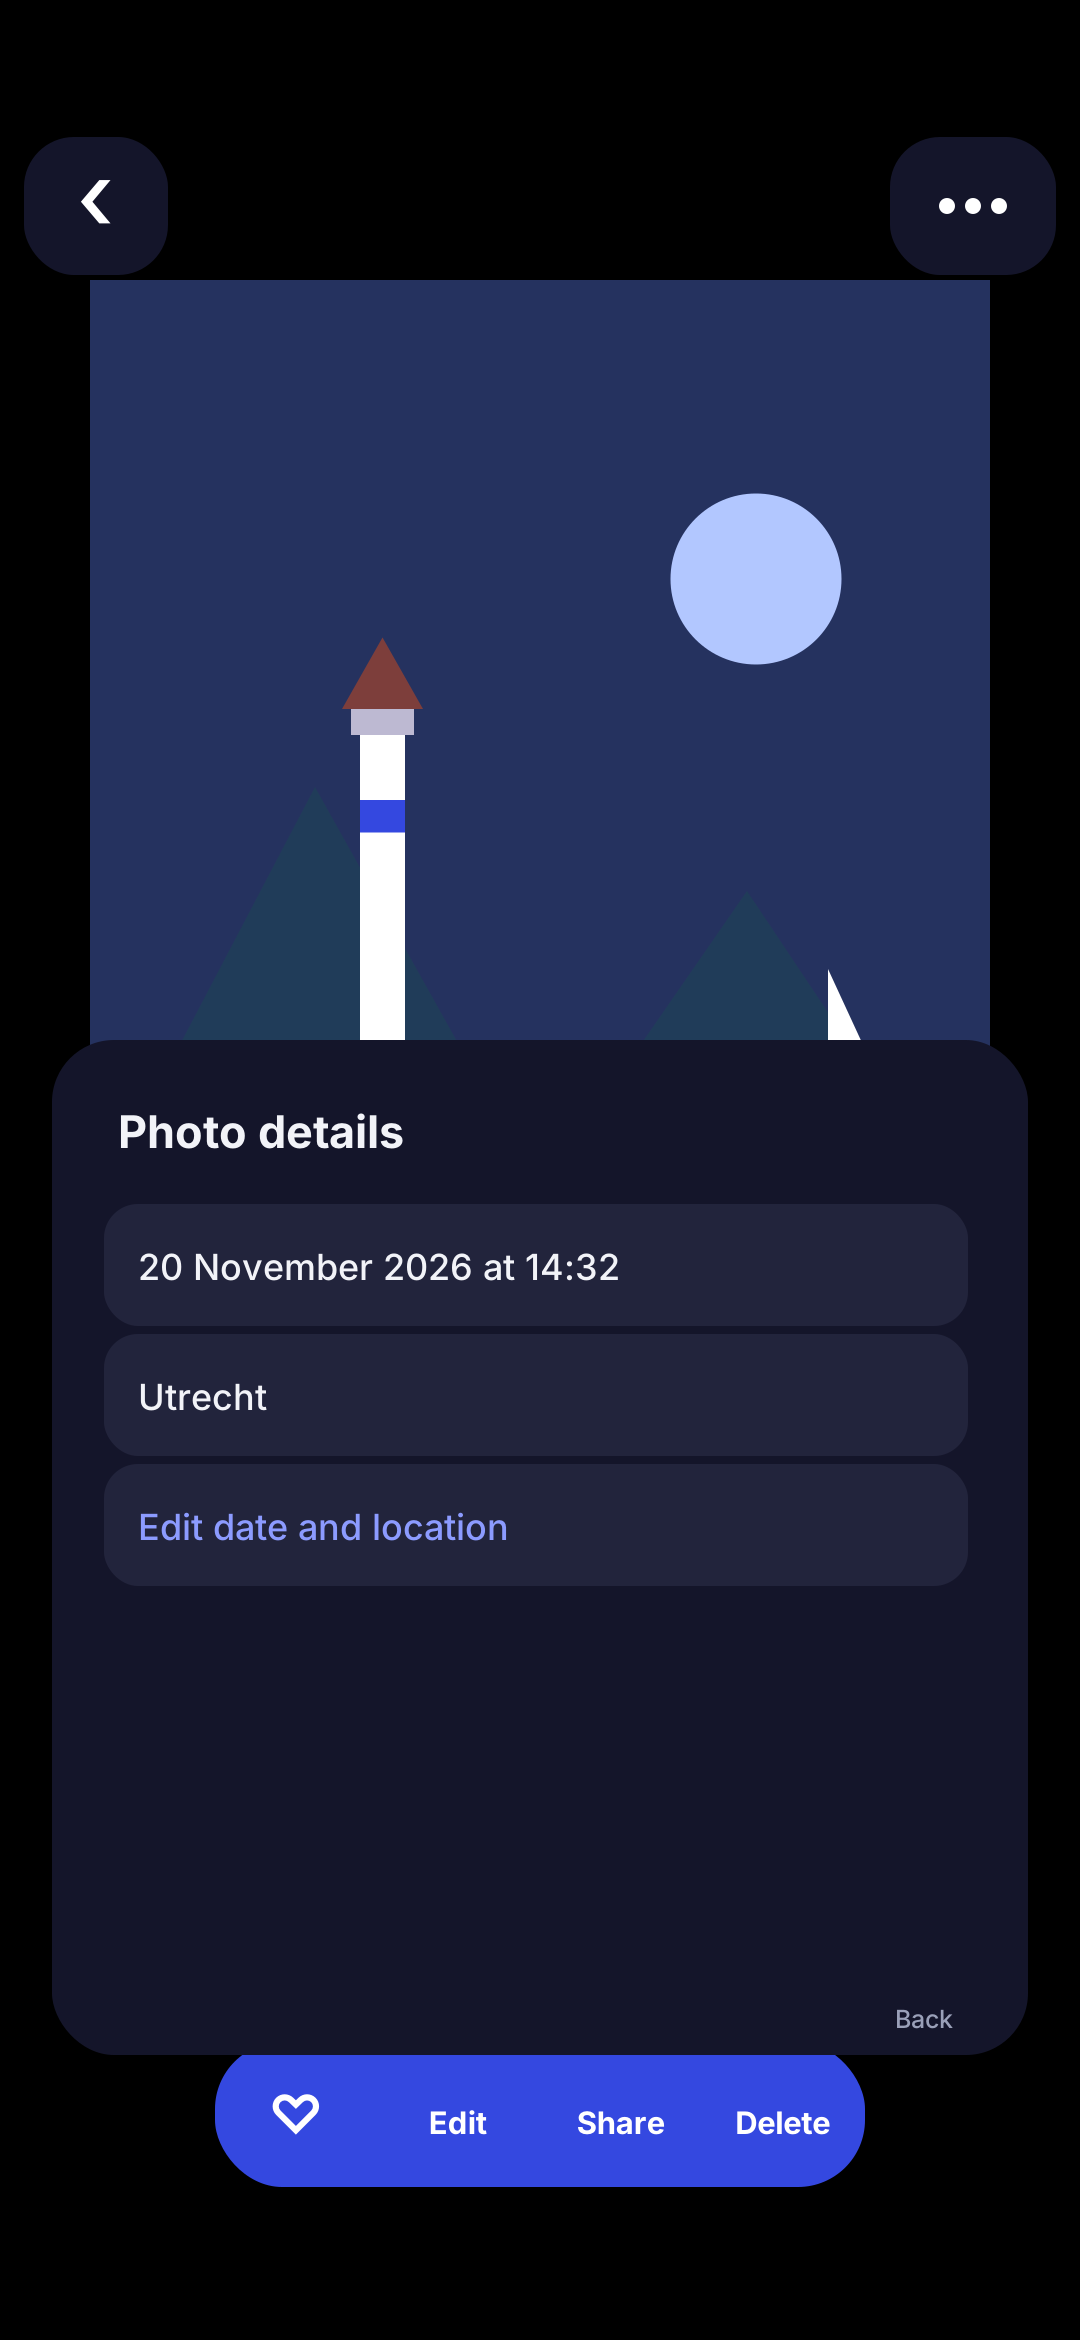 Photo details
20 November 2026 at 14:32
Utrecht
Edit date and location
Back
Edit Share Delete